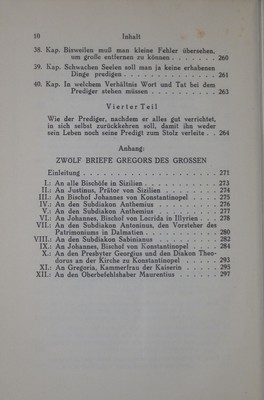 10 Inhalt
38. Kap. Bisweilen muß man kleine Fehler übersehen,
um große entfernen zu können . . . . . . . 260
39. Kap. Schwachen Seelen soll man ja keine erhabenen
Dinge predigen . . . . . . . . . . . . . . 261
40. Kap. In welchem Verhältnis Wort und Tat bei dem
Prediger stehen müssen . . . . . . . . . . 263
Vierter Teil
Wie der Prediger, nachdem er alles gut verrichtet,
in sich selbst zurückkehren soll, damit ihn weder
sein Leben noch seine Predigt zum Stolz verleite . . 264
Anhang:
ZWÖLF BRIEFE GREGORS DES GROSSEN
Einleitung . . . . . . . . . . . . . . . . . . 271
I.: An alle Bischöfe in Sizilien . . . . . . . . 273
II.: An Justinus, Prätor von Sizilien . . . . . . 274
III.: An Bischof Johannes von Konstantinopel . . . 275
IV.: An den Subdiakon Anthemius . . . . . . . 276
V.: An den Subdiakon Anthemius . . . . . . . 277
VI.: An Johannes, Bischof von Locrida in Illyrien . . 278
VII.: An den Subdiakon Antoninus, den Vorsteher des
Patrimoniums in Dalmatien . . . . . . . . . 280
VIII.: An den Subdiakon Sabinianus . . . . . . . 282
IX.: An Johannes, Bischof von Konstantinopel . . . 284
X.: An den Presbyter Georgius und den Diakon Theo-
dorus an der Kirche zu Konstantinopel . . . . . 293
XI.: An Gregoria, Kammerfrau der Kaiserin . . . . 295
XII.: An den Oberbefehlshaber Maurentius . . . . . 297